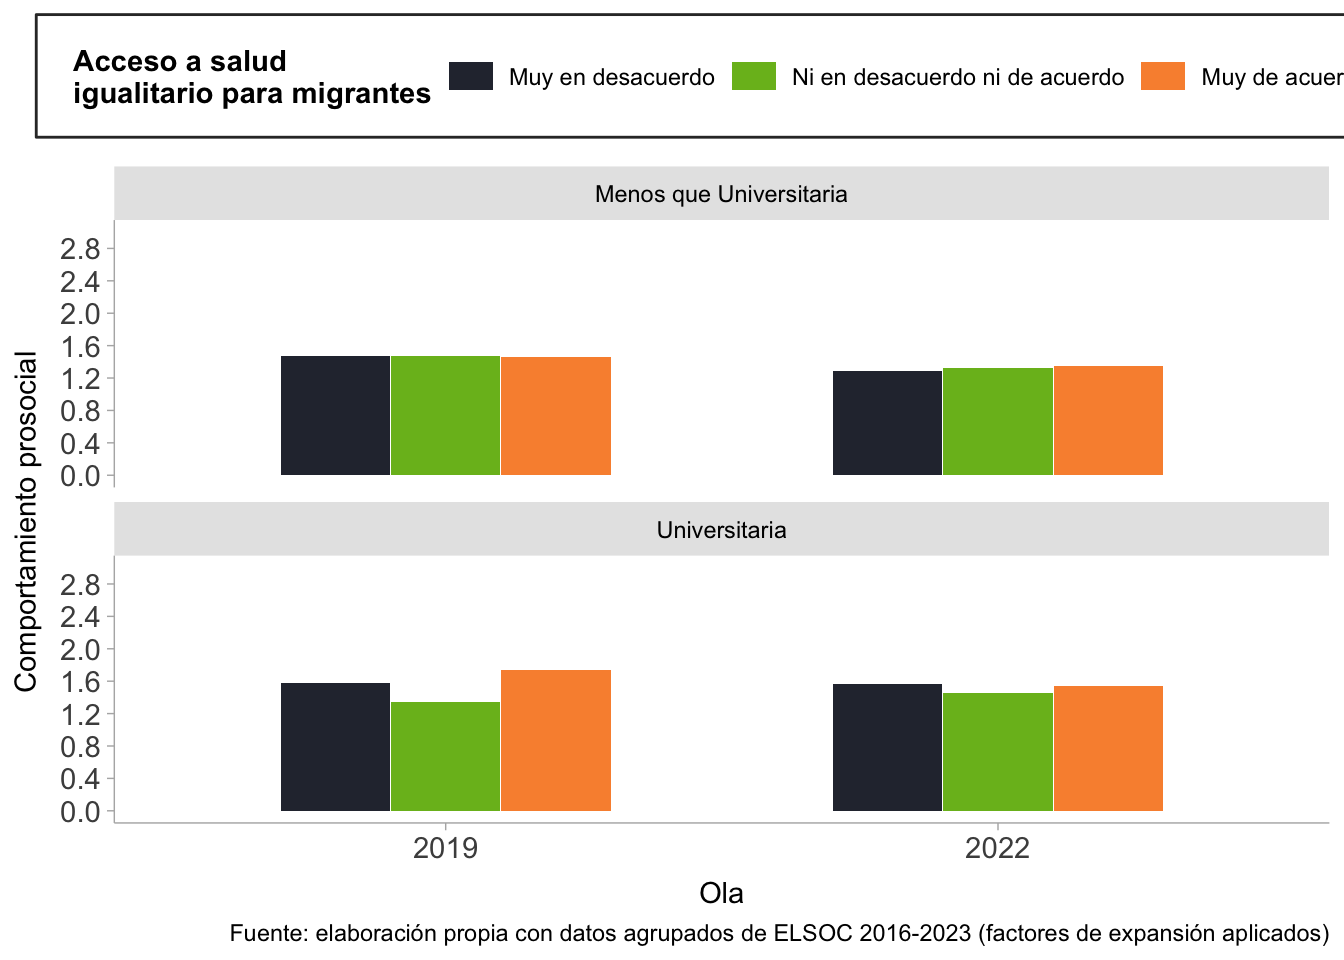 Acceso a salud
igualitario para migrantes
Muy en desacuerdo
Ni en desacuerdo ni de acuerdo
Muy de acuer
Menos que Universitaria
2.8
2.4
2.0
1.6
1.2
0.8
0.4
0.0
Comportamiento prosocial
Universitaria
2.8
2.4
2.0
1.6
1.2
0.8
0.4
0.0
2019
2022
Ola
Fuente: elaboración propia con datos agrupados de ELSOC 2016-2023 (factores de expansión aplicados)